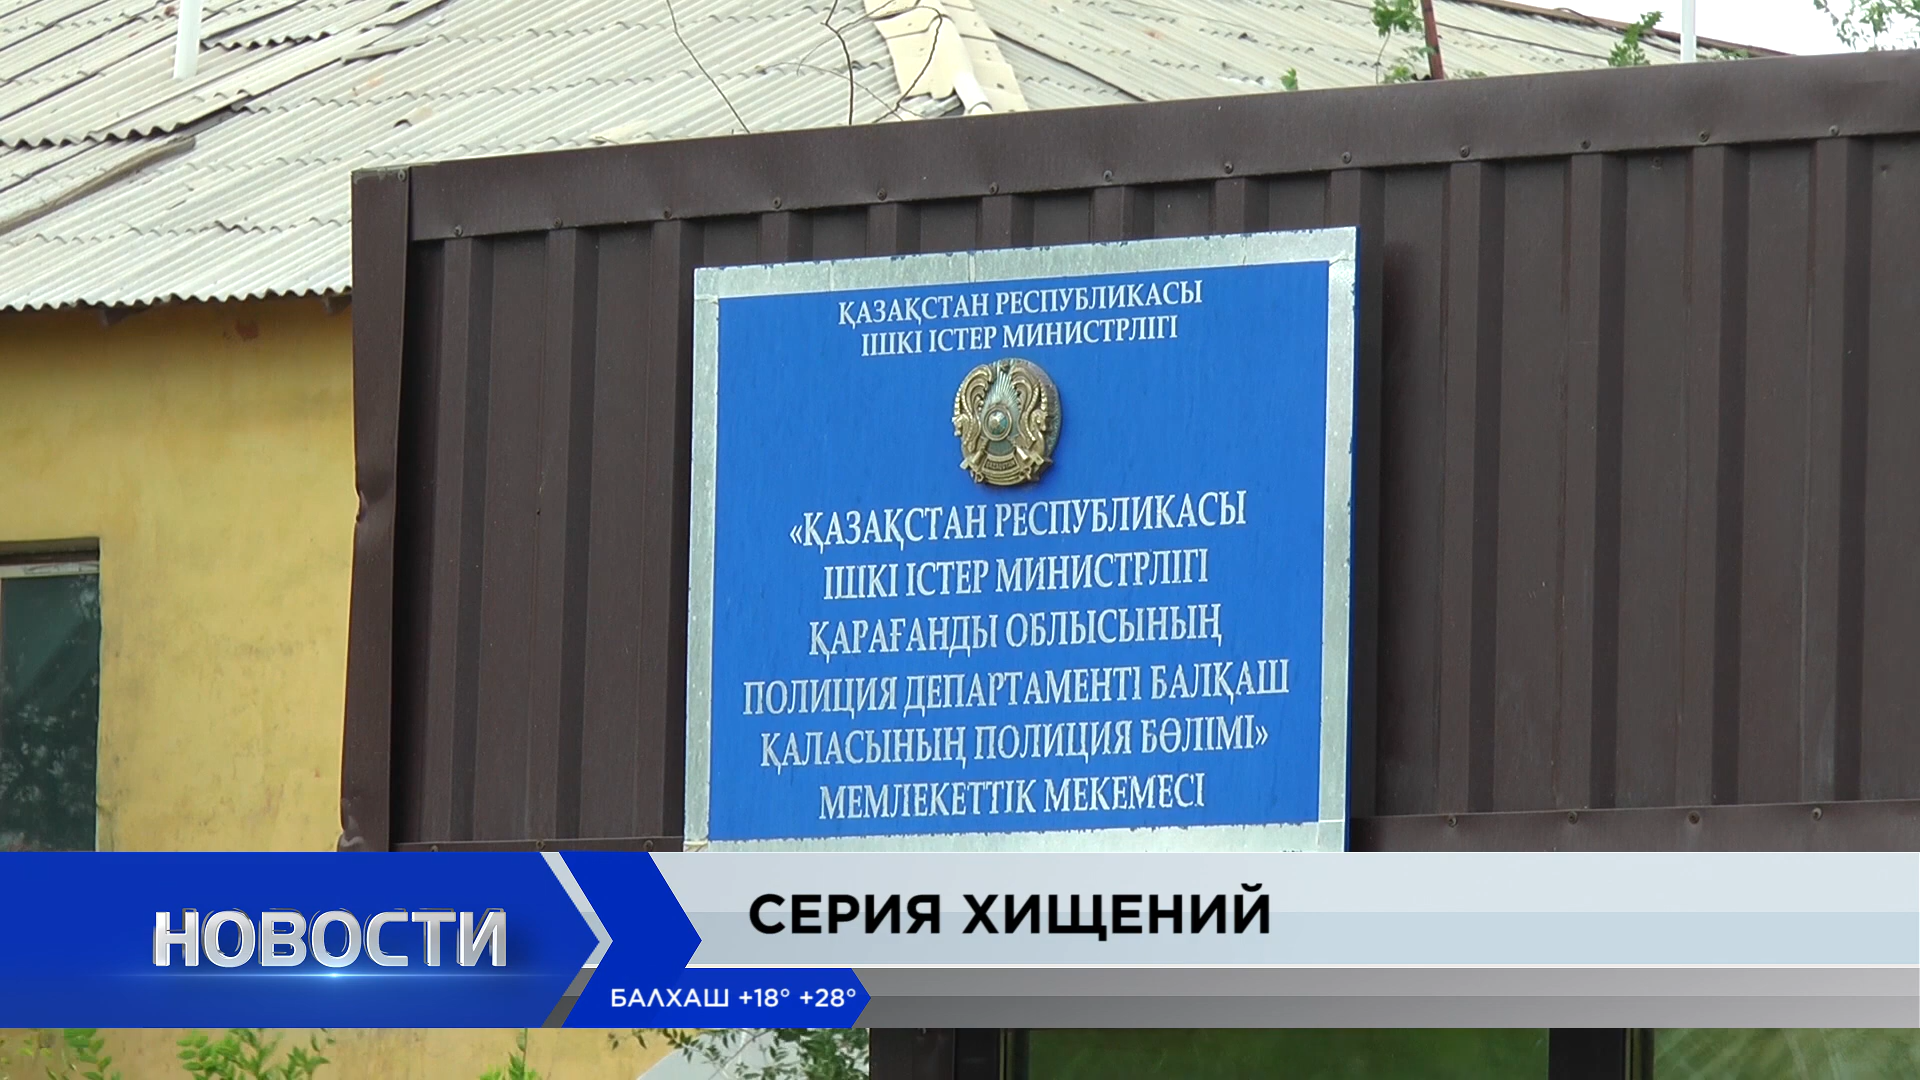 ҚАЗАҚСТАН РЕСПУБЛИКАСЫ
ІШКІ ІСТЕР МИНИСТРЛІГІ
«ҚАЗАҚСТАН РЕСПУБЛИКАСЫ
ІШКІ ІСТЕР МИНИСТРЛІГІ
ҚАРАҒАНДЫ ОБЛЫСЫНЫҢ
ПОЛИЦИЯ ДЕПАРТАМЕНТІ БАЛҚАШ
ҚАЛАСЫНЫҢ ПОЛИЦИЯ БӨЛІМІ»
МЕМЛЕКЕТТІК МЕКЕМЕСІ
НОВОСТИ
СЕРИЯ ХИЩЕНИЙ
БАЛХАШ +18° +28°